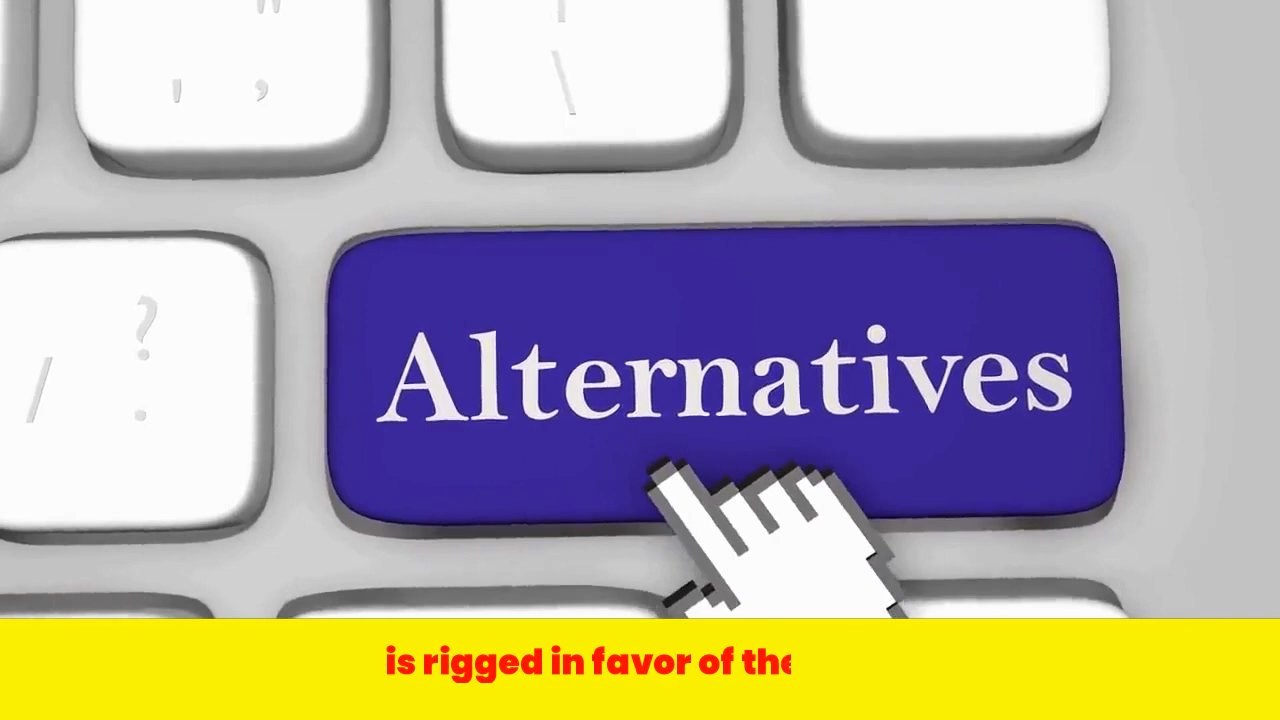 " 
' ,
\
?
/ .
Alternatives
is rigged in favor of the